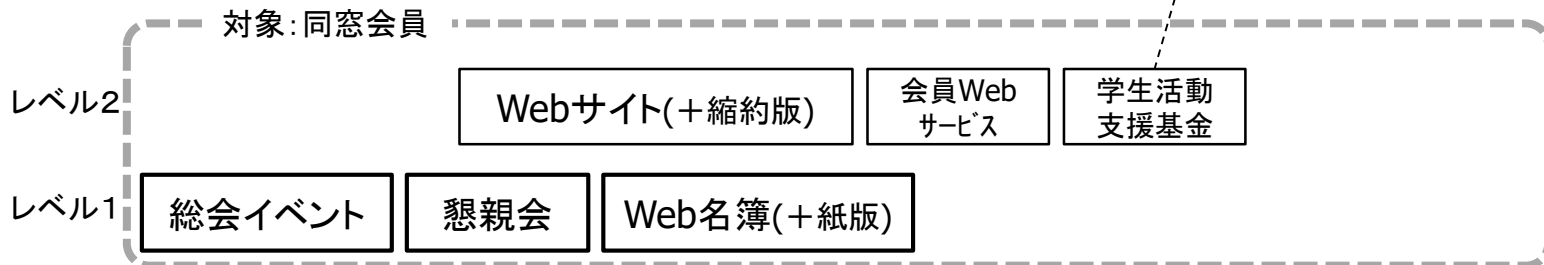 対象：同窓会員
レベル2
Webサイト(＋縮約版)
会員Web
ｻｰﾋﾞｽ
学生活動
支援基金
レベル1
総会イベント
懇親会
Web名簿(＋紙版)